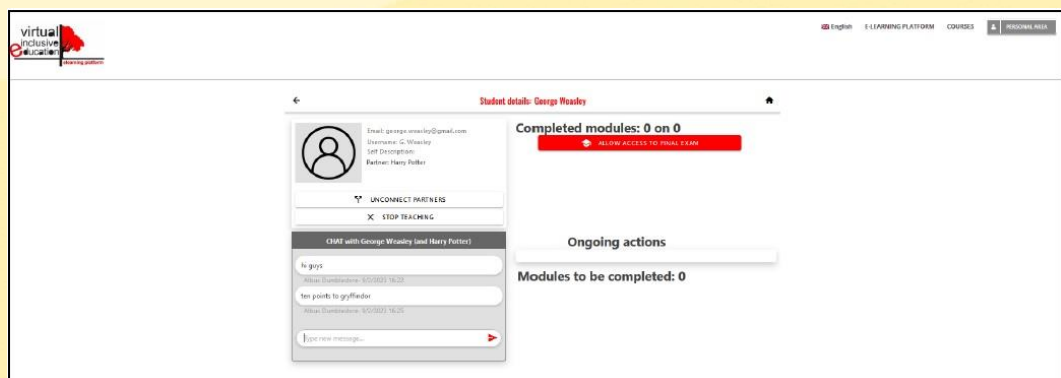 virtual
inclusive
education
elearning platform
English E-LEARNING PLATFORM COURSES PERSONAL AREA
Student details: George Weasley
Email: george.weasley@gmail.com
Username: G. Weasley
Self Description:
Partner: Harry Potter
UNCONNECT PARTNERS
STOP TEACHING
CHAT with George Weasley (and Harry Potter)
hi guys
Albus Dumbledore
ten points to gryffindor
Albus Dumbledore
Type new message...
Completed modules: 0 on 0
ALLOW ACCESS TO FINAL EXAM
Ongoing actions
Modules to be completed: 0